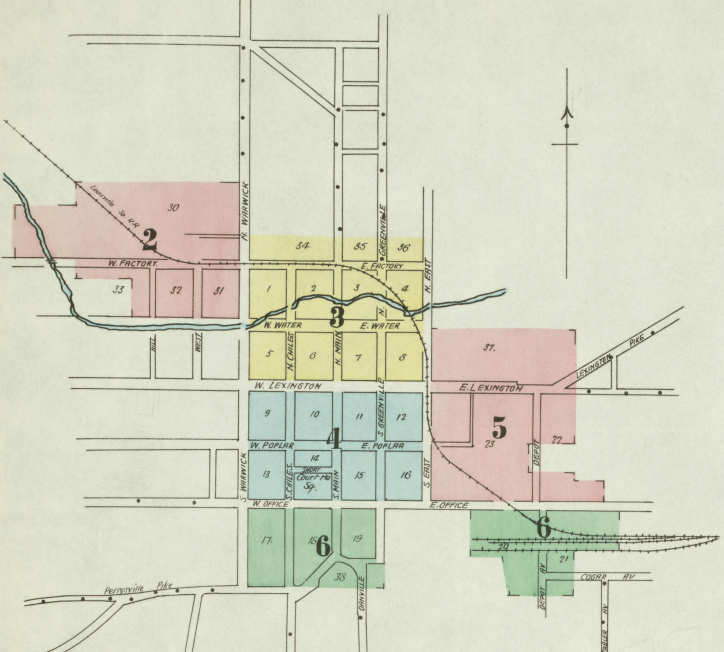 N. WARWICK
30
Louisville So. R.R.
2
N. GREENVILLE
34
35
36
W. FACTORY.
E. FACTORY
N. EAST
33
32
31
1
2
3
4
3
W. WATER
E. WATER
HILL
WEST
N. CHILES
N. MAIN
5
6
7
8
37.
LEXINGTON PIKE
W. LEXINGTON
E. LEXINGTON
S. GREENVILLE
9
10
11
12
4
5
23
22
DEPOT
W. POPLAR
E. POPLAR
14
SHORT
Court Ho
Sq.
13
15
16
S. WARWICK
S. CHILES
S. MAIN
S. EAST
W. OFFICE
E. OFFICE
17
18
19
6
6
20
21
38
DANVILLE
DEPOT AV
COGAR AV
Perrysville Pike